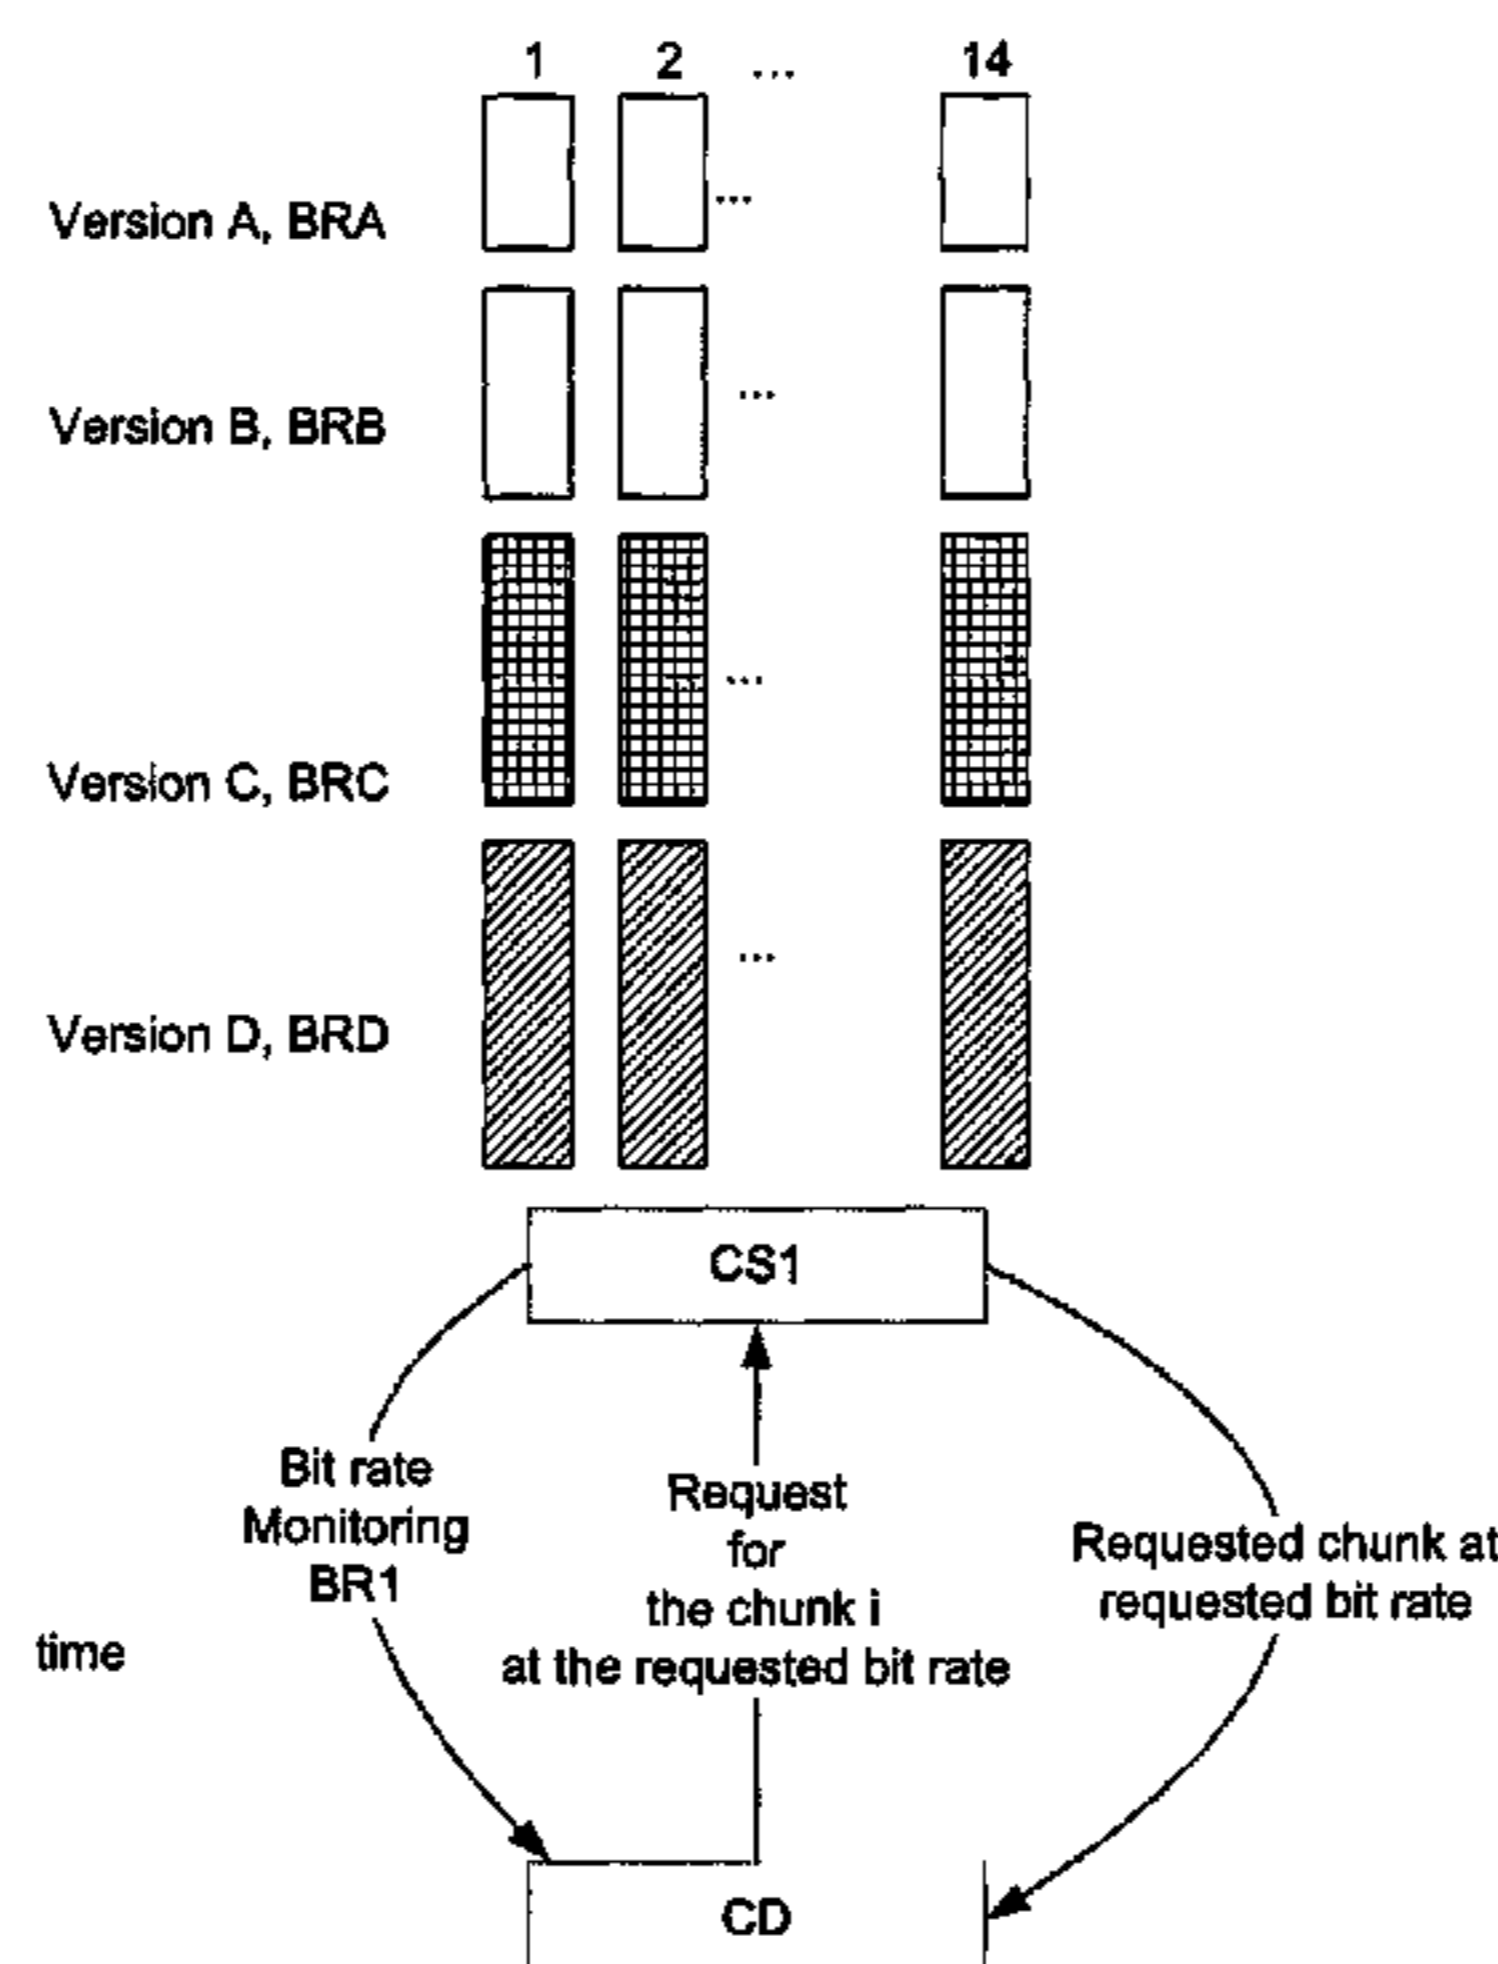 1 2 ... 14
...
Version A, BRA
...
Version B, BRB
...
Version C, BRC
...
Version D, BRD
CS1
Bit rate
Monitoring
BR1
Request
for
the chunk i
at the requested bit rate
Requested chunk at
requested bit rate
time
CD